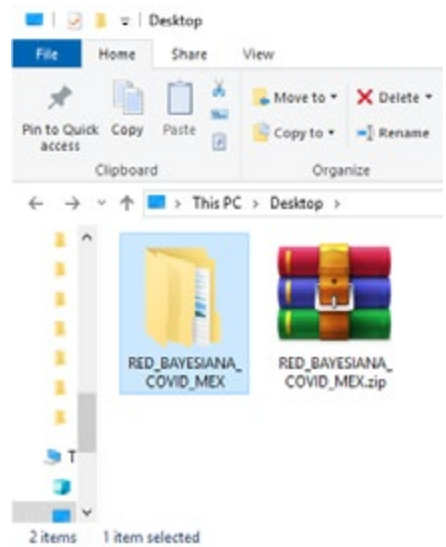 Desktop
File Home Share View
Move to
Delete
Pin to Quick access
Copy
Paste
Copy to
Rename
Clipboard
Organize
This PC > Desktop >
RED_BAYESIANA_
COVID_MEX
RED_BAYESIANA_
COVID_MEX.zip
T
2 items 1 item selected